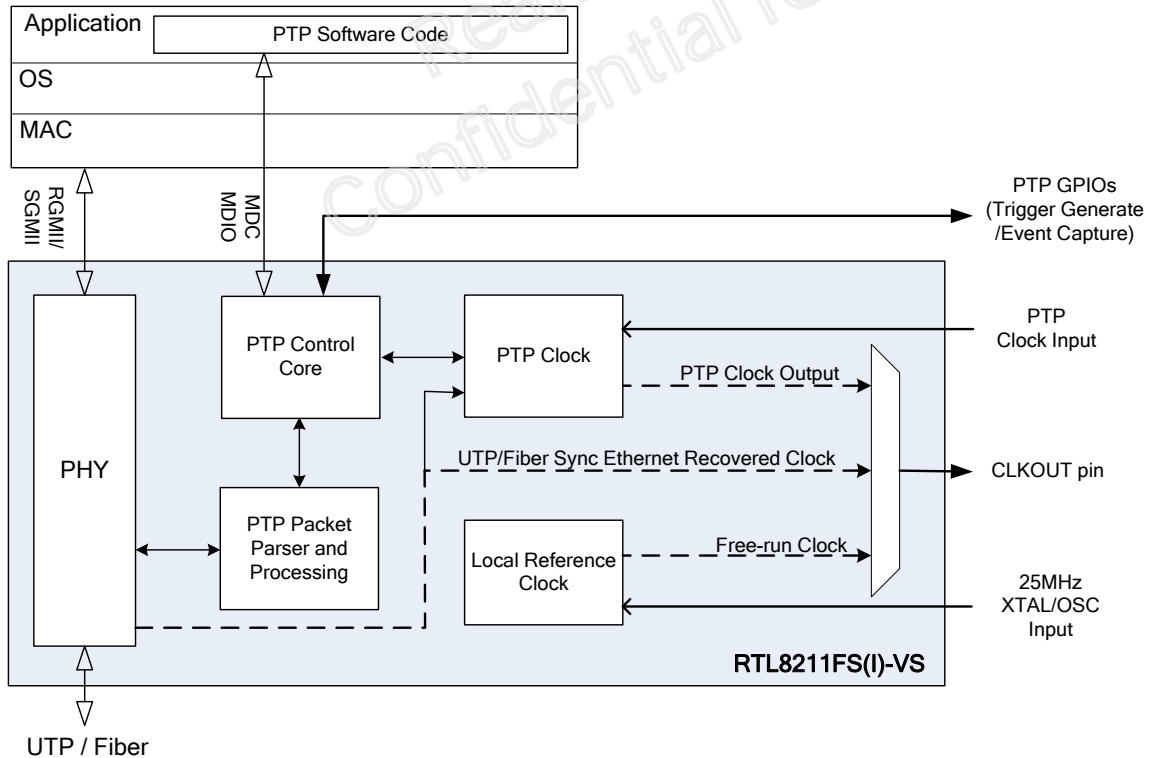 Application
PTP Software Code
OS
MAC
RGMII/
SGMII
MDC
MDIO
PTP GPIOs
(Trigger Generate
/Event Capture)
PTP Control
Core
PTP Clock
PTP
Clock Input
PTP Clock Output
PHY
UTP/Fiber Sync Ethernet Recovered Clock
CLKOUT pin
PTP Packet
Parser and
Processing
Local Reference
Clock
Free-run Clock
25MHz
XTAL/OSC
Input
RTL8211FS(I)-VS
UTP / Fiber
Confidential